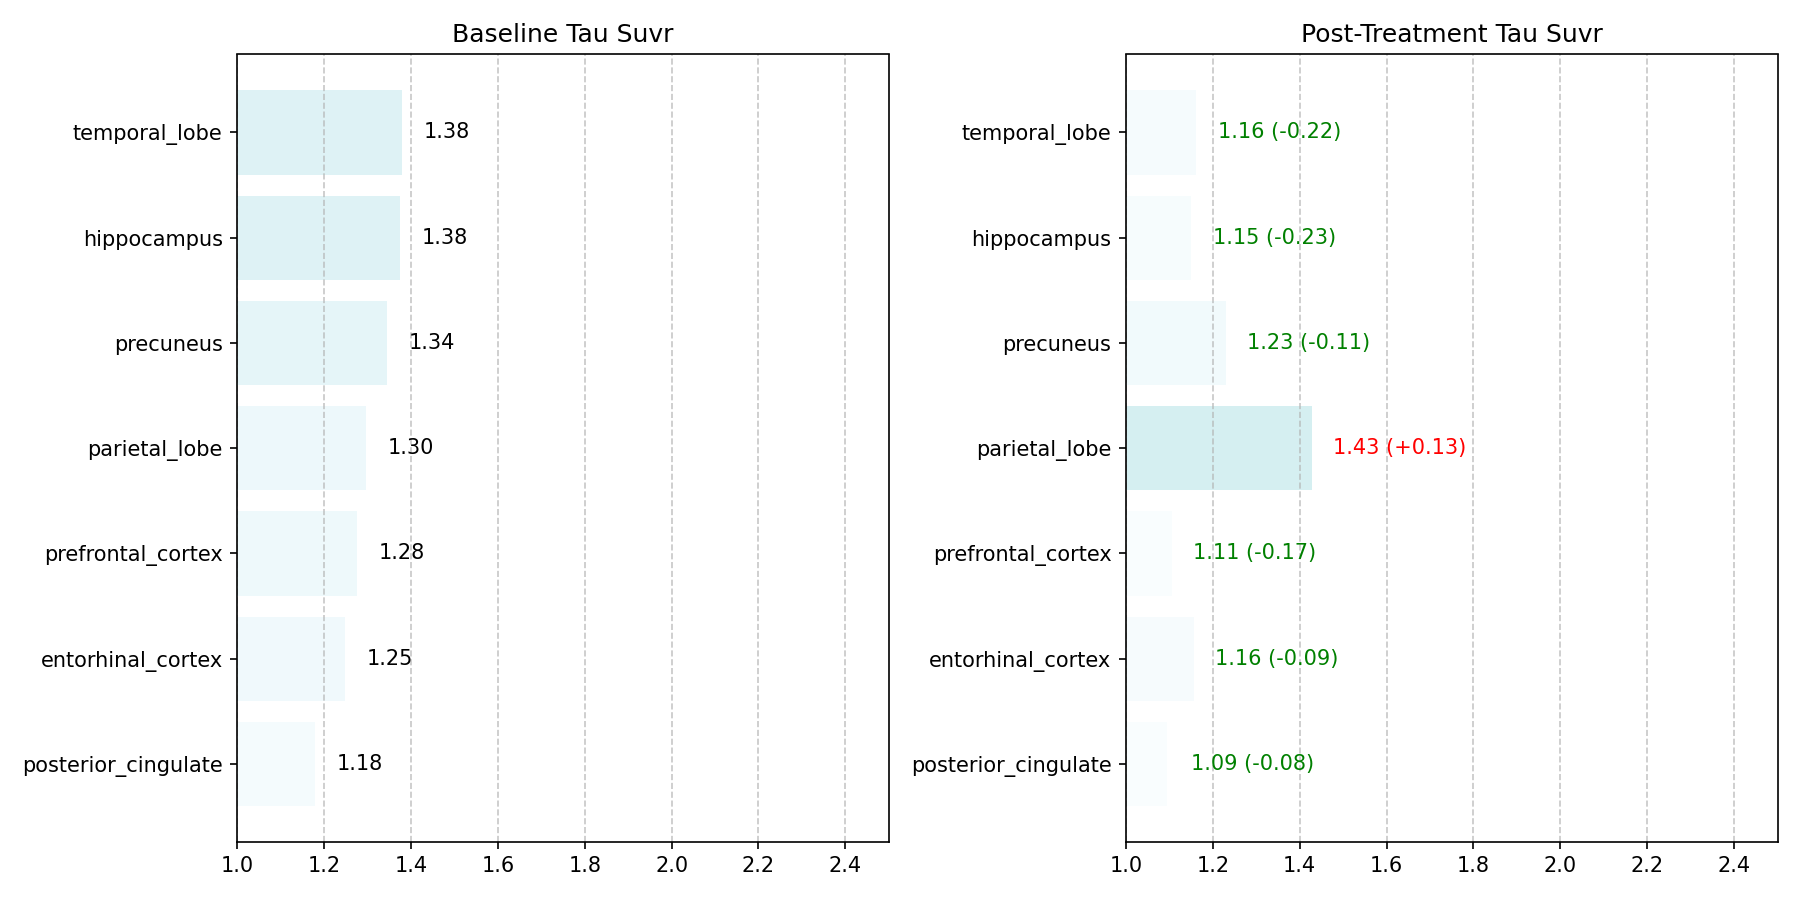 Baseline Tau Suvr
temporal_lobe 1.38
hippocampus 1.38
precuneus 1.34
parietal_lobe 1.30
prefrontal_cortex 1.28
entorhinal_cortex 1.25
posterior_cingulate 1.18
1.0 1.2 1.4 1.6 1.8 2.0 2.2 2.4
Post-Treatment Tau Suvr
temporal_lobe 1.16 (-0.22)
hippocampus 1.15 (-0.23)
precuneus 1.23 (-0.11)
parietal_lobe 1.43 (+0.13)
prefrontal_cortex 1.11 (-0.17)
entorhinal_cortex 1.16 (-0.09)
posterior_cingulate 1.09 (-0.08)
1.0 1.2 1.4 1.6 1.8 2.0 2.2 2.4